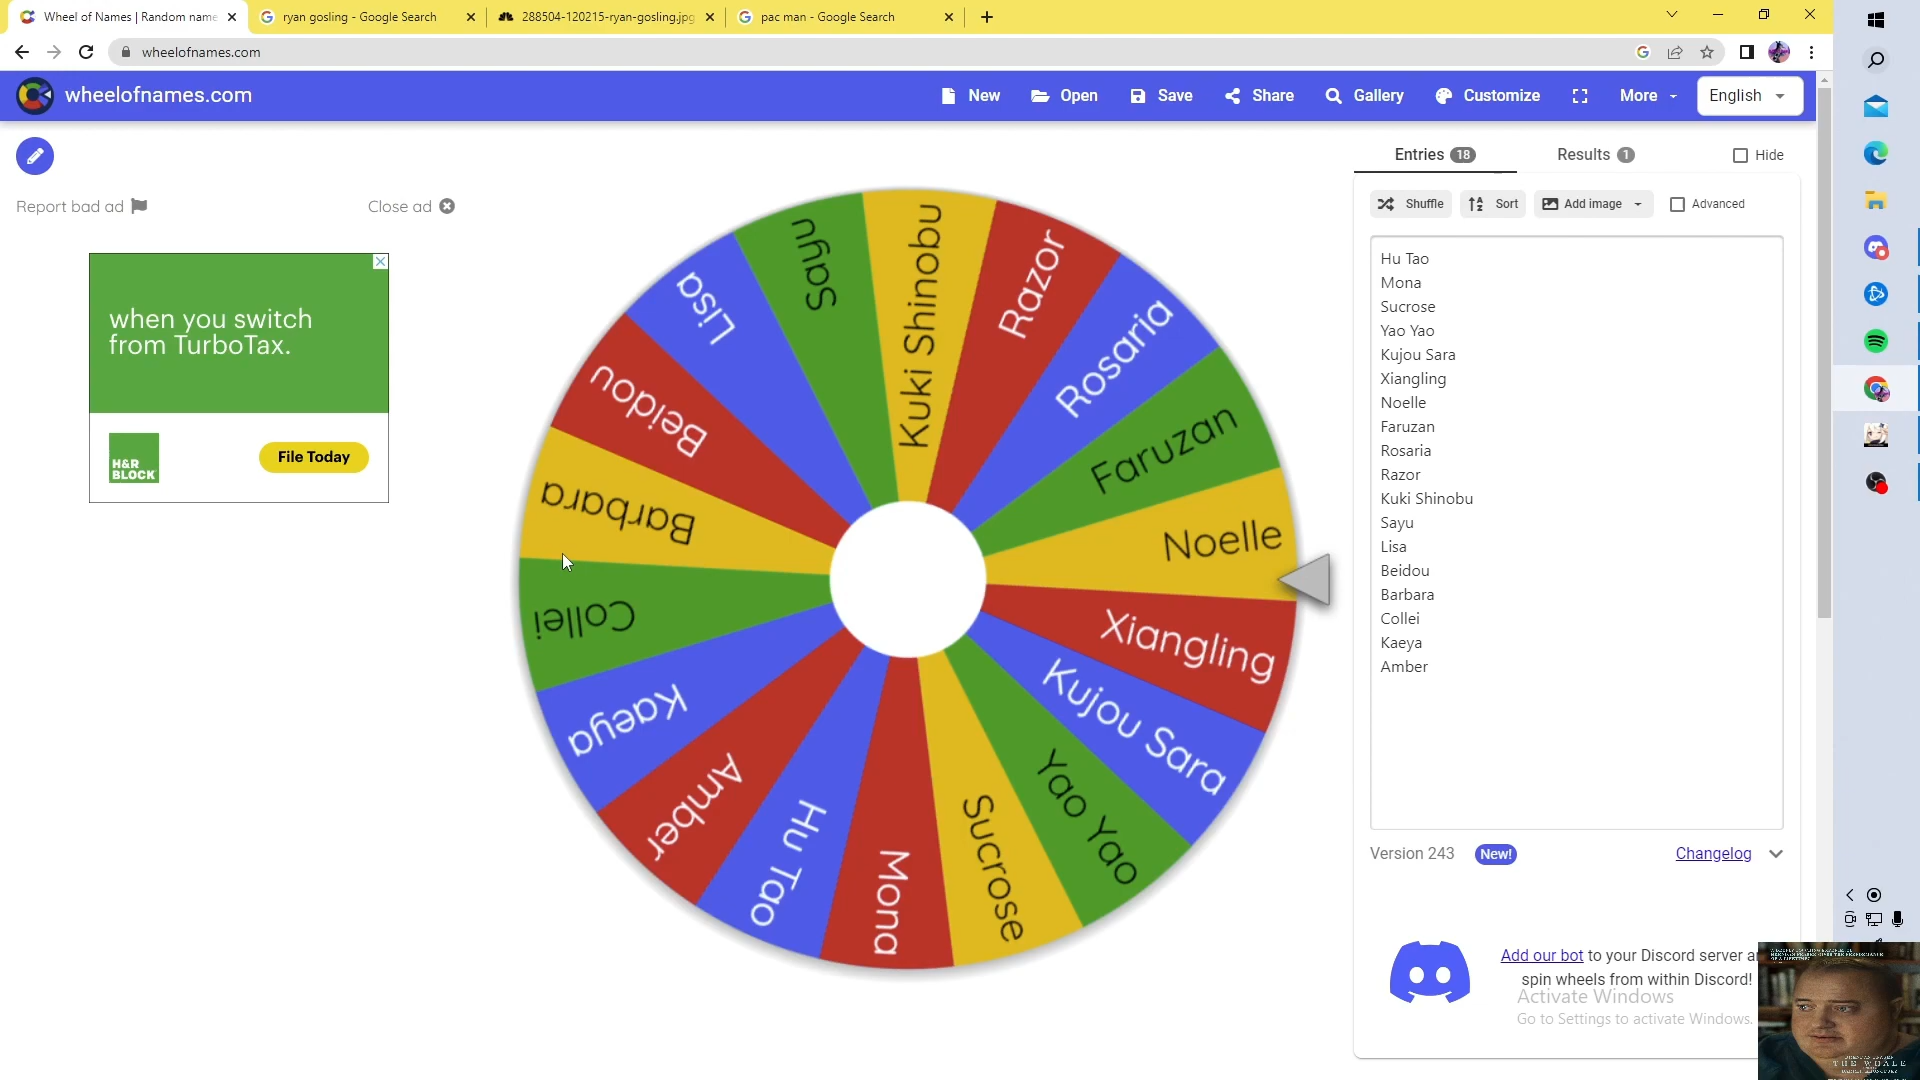 Wheel of Names | Random name
ryan gosling - Google Search
288504-120215-ryan-gosling.jpg
pac man - Google Search
wheelofnames.com
wheelofnames.com
New
Open
Save
Share
Gallery
Customize
More
English
Report bad ad
Close ad
when you switch
from TurboTax.
H&R
BLOCK
File Today
Kuki Shinobu
Razor
Rosaria
Faruzan
Noelle
Xiangling
Kujou Sara
Yao Yao
Sucrose
Mona
Hu Tao
Amber
Kaeya
Collei
Barbara
Beidou
Lisa
Sayu
Entries 18
Results 1
Hide
Shuffle
Sort
Add image
Advanced
Hu Tao
Mona
Sucrose
Yao Yao
Kujou Sara
Xiangling
Noelle
Faruzan
Rosaria
Razor
Kuki Shinobu
Sayu
Lisa
Beidou
Barbara
Collei
Kaeya
Amber
Version 243
New!
Changelog
Add our bot to your Discord server a
spin wheels from within Discord!
Activate Windows
Go to Settings to activate Windows.
THE WHALE